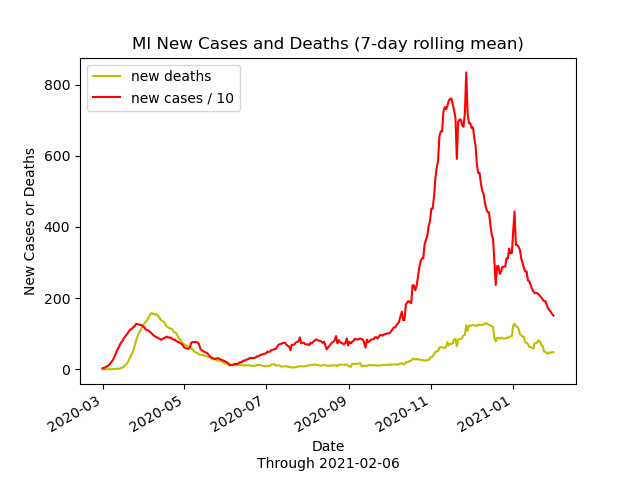 MI New Cases and Deaths (7-day rolling mean)
new deaths
new cases / 10
800
600
400
200
0
New Cases or Deaths
2020-03
2020-05
2020-07
2020-09
2020-11
2021-01
Date
Through 2021-02-06